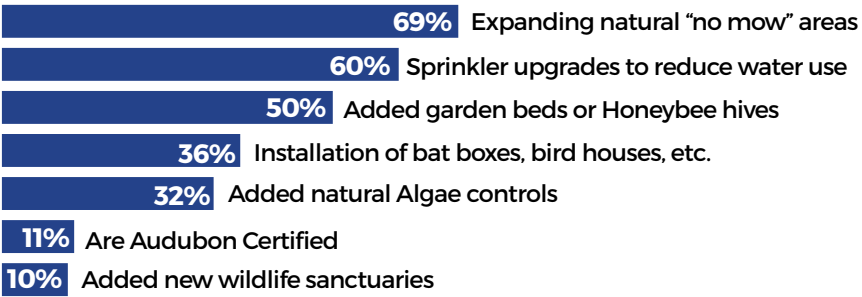 69% Expanding natural “no mow” areas
60% Sprinkler upgrades to reduce water use
50% Added garden beds or Honeybee hives
36% Installation of bat boxes, bird houses, etc.
32% Added natural Algae controls
11% Are Audubon Certified
10% Added new wildlife sanctuaries